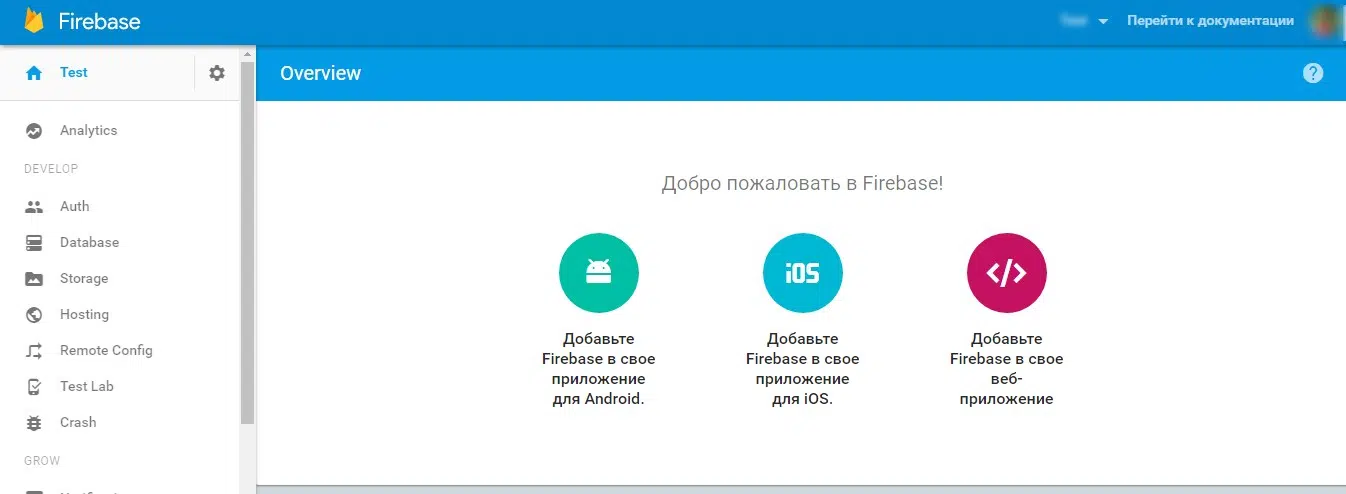 Firebase
Перейти к документации
Test
Overview
Analytics
DEVELOP
Auth
Database
Storage
Hosting
Remote Config
Test Lab
Crash
GROW
Добро пожаловать в Firebase!
iOS
Добавьте
Firebase в свое
приложение
для Android.
Добавьте
Firebase в свое
приложение
для iOS.
Добавьте
Firebase в свое
веб-
приложение